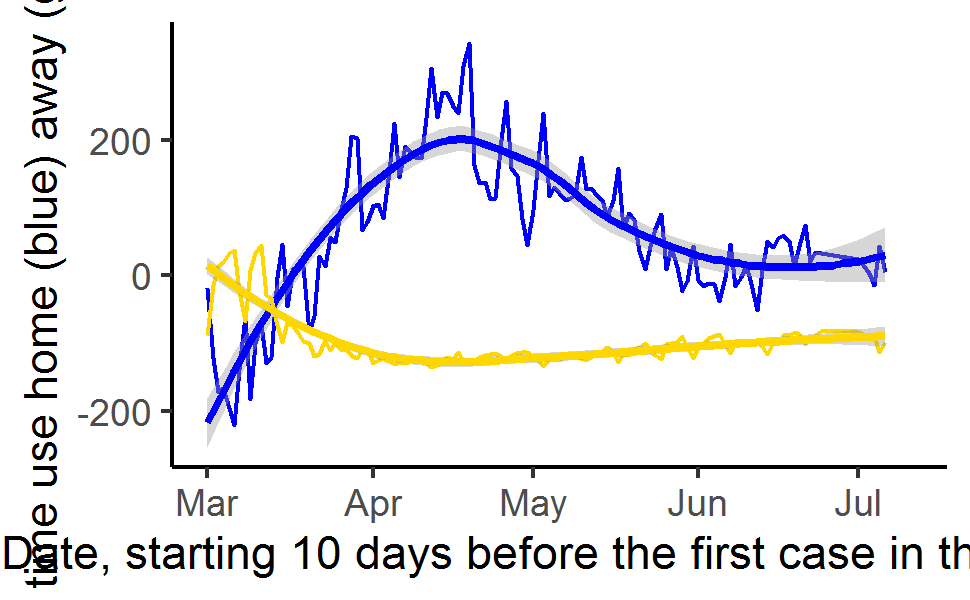 time use home (blue) away (
200
0
-200
Mar Apr May Jun Jul
Date, starting 10 days before the first case in th